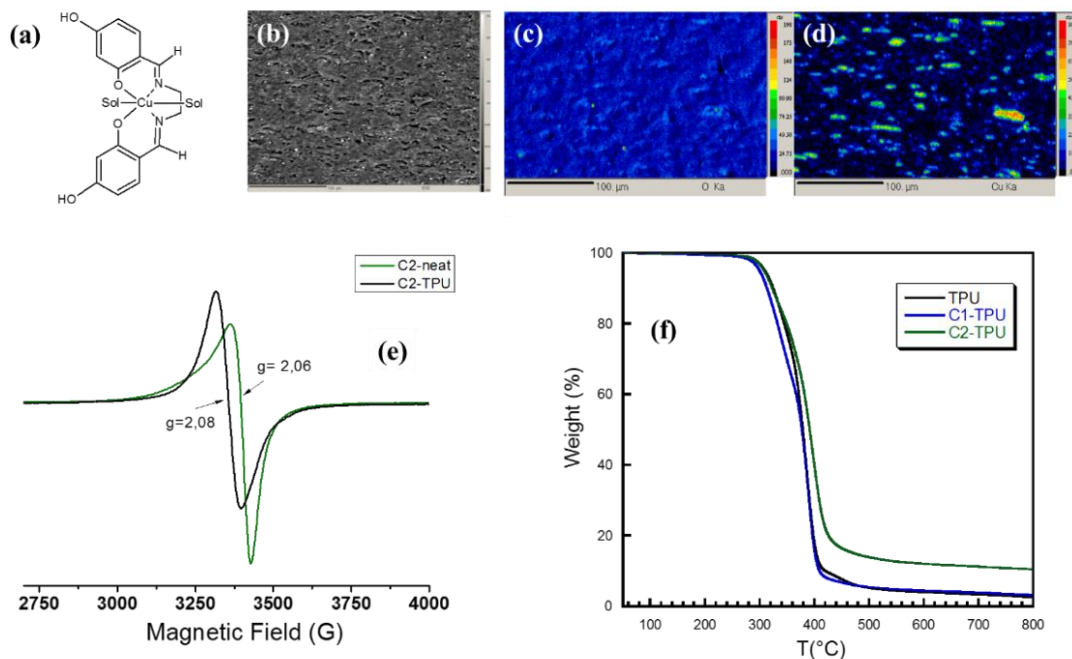 (a)
HO
H
O
N
Sol
Cu
Sol
O
N
H
HO
(b)
(c)
100. µm
O Ka
(d)
100. µm
Cu Ka
C2-neat
C2-TPU
(e)
g= 2,06
g=2,08
2750 3000 3250 3500 3750 4000
Magnetic Field (G)
100
80
60
40
20
0
Weight (%)
(f)
TPU
C1-TPU
C2-TPU
100 200 300 400 500 600 700 800
T(°C)